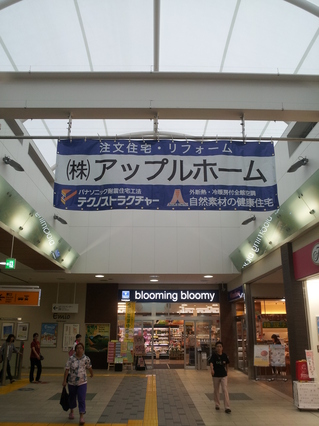 注文住宅・リフォーム
(株)アップルホーム
パナソニック耐震住宅工法
テクノストラクチャー
外断熱・冷暖房付全館空調
自然素材の健康住宅
blooming bloomy